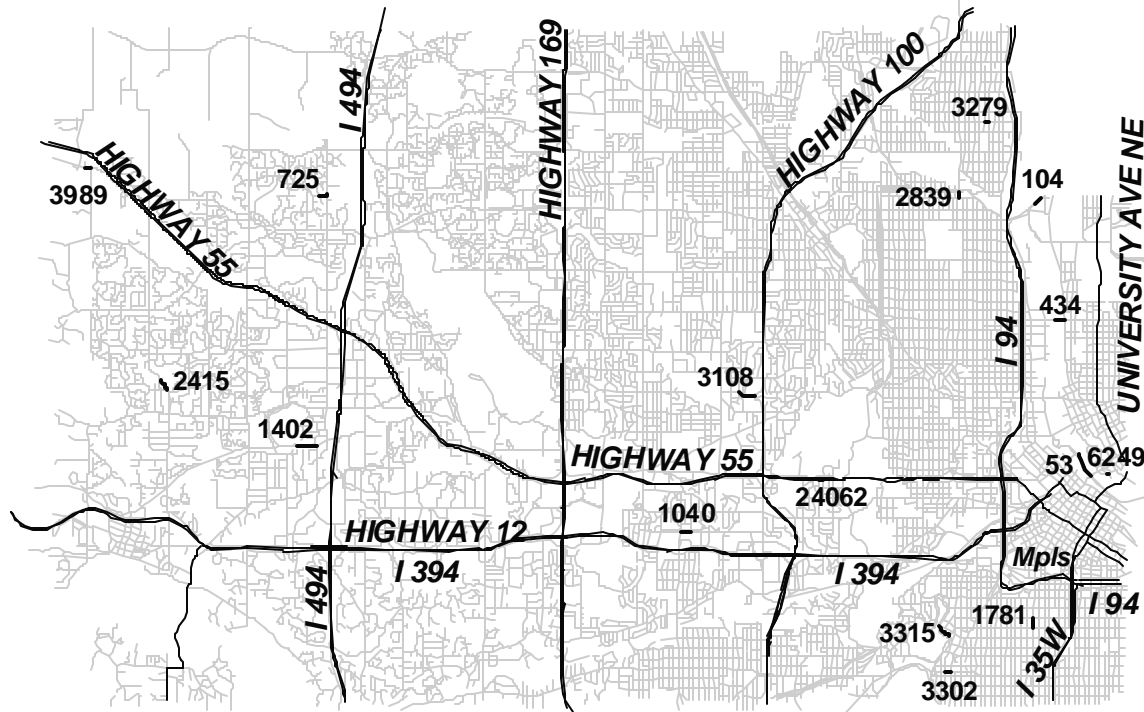 I 494
HIGHWAY 169
HIGHWAY 100
3279
UNIVERSITY AVE NE
HIGHWAY 55
3989
725
2839
104
434
I 94
2415
3108
1402
HIGHWAY 55
53
6249
24062
1040
HIGHWAY 12
I 394
I 394
Mpls
I 494
I 94
1781
3315
I 35W
3302